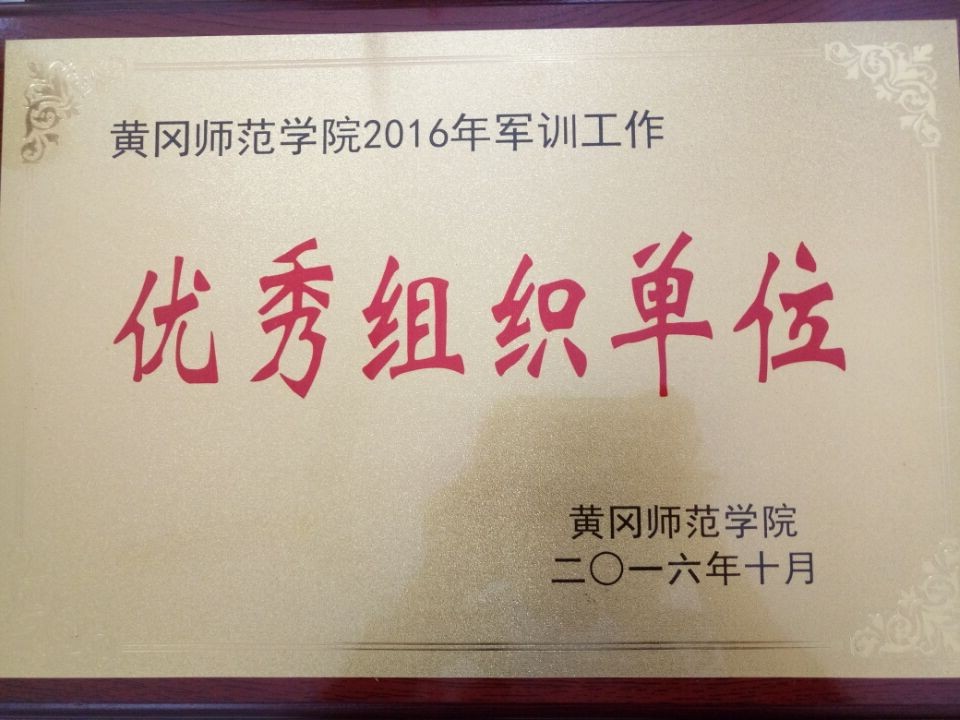 黄冈师范学院2016年军训工作
优秀组织单位
黄冈师范学院
二〇一六年十月